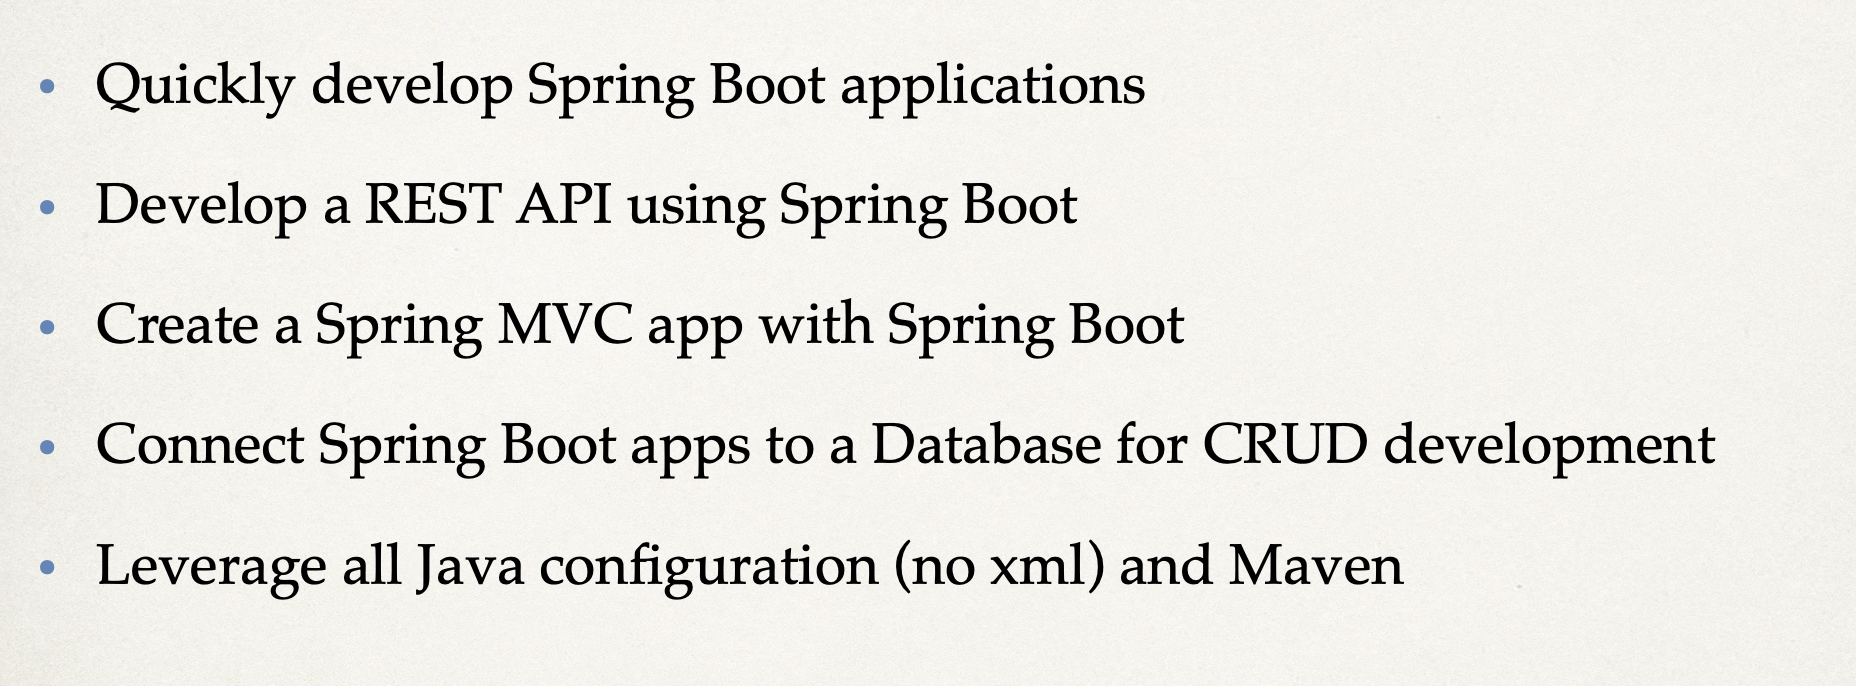 • Quickly develop Spring Boot applications
• Develop a REST API using Spring Boot
• Create a Spring MVC app with Spring Boot
• Connect Spring Boot apps to a Database for CRUD development
• Leverage all Java configuration (no xml) and Maven